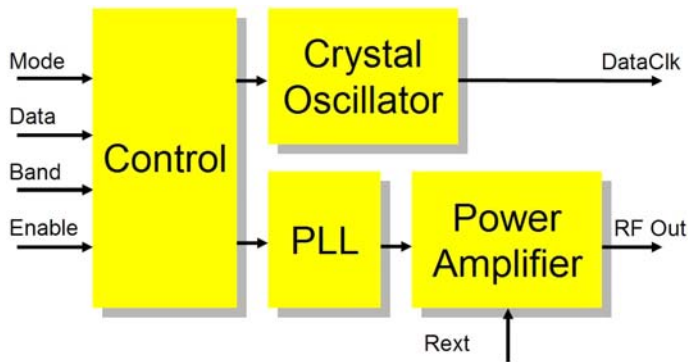 Mode
Data
Band
Enable
Control
Crystal
Oscillator
DataClk
PLL
Power
Amplifier
RF Out
Rext